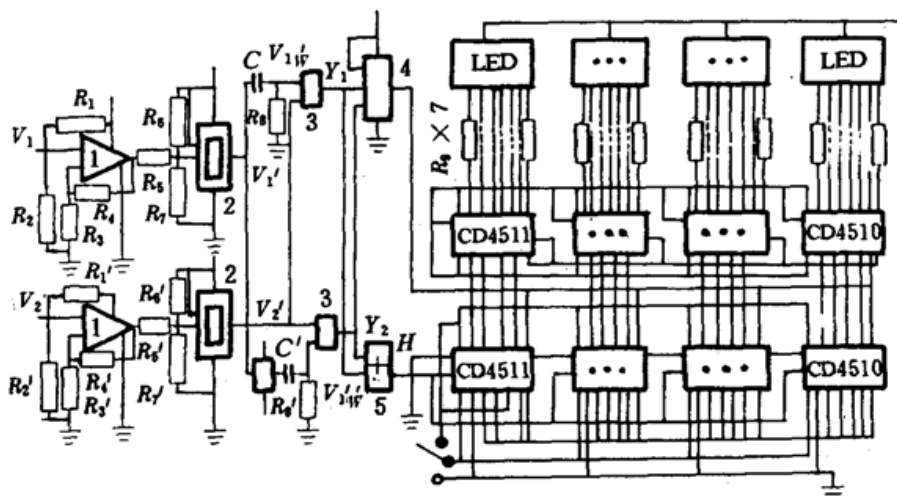 V₁
R₁
1
R₂
R₃
R₄
R₅
R₆
R₇
2
V₁'
C
V₁'W
R₈
3
Y₁
4
V₂
R₁'
1
R₂'
R₃'
R₄'
R₅'
R₆'
R₇'
2
V₂'
C'
R₈'
3
Y₂
5
H
LED
•••
•••
LED
R₉ × 7
CD4511
•••
•••
CD4510
CD4511
•••
•••
CD4510